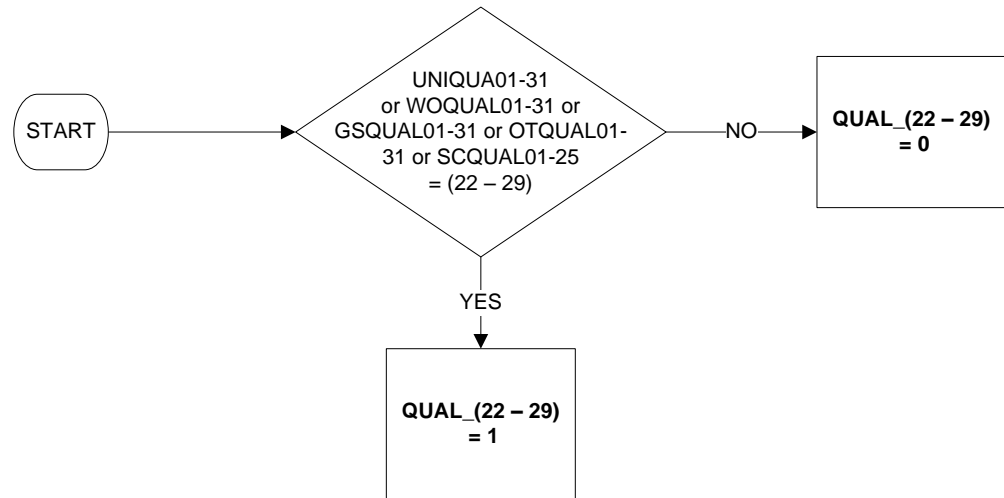 START
UNIQUA01-31
or WOQUAL01-31 or
GSQUAL01-31 or OTQUAL01-
31 or SCQUAL01-25
= (22 – 29)
NO
QUAL_(22 – 29)
= 0
YES
QUAL_(22 – 29)
= 1